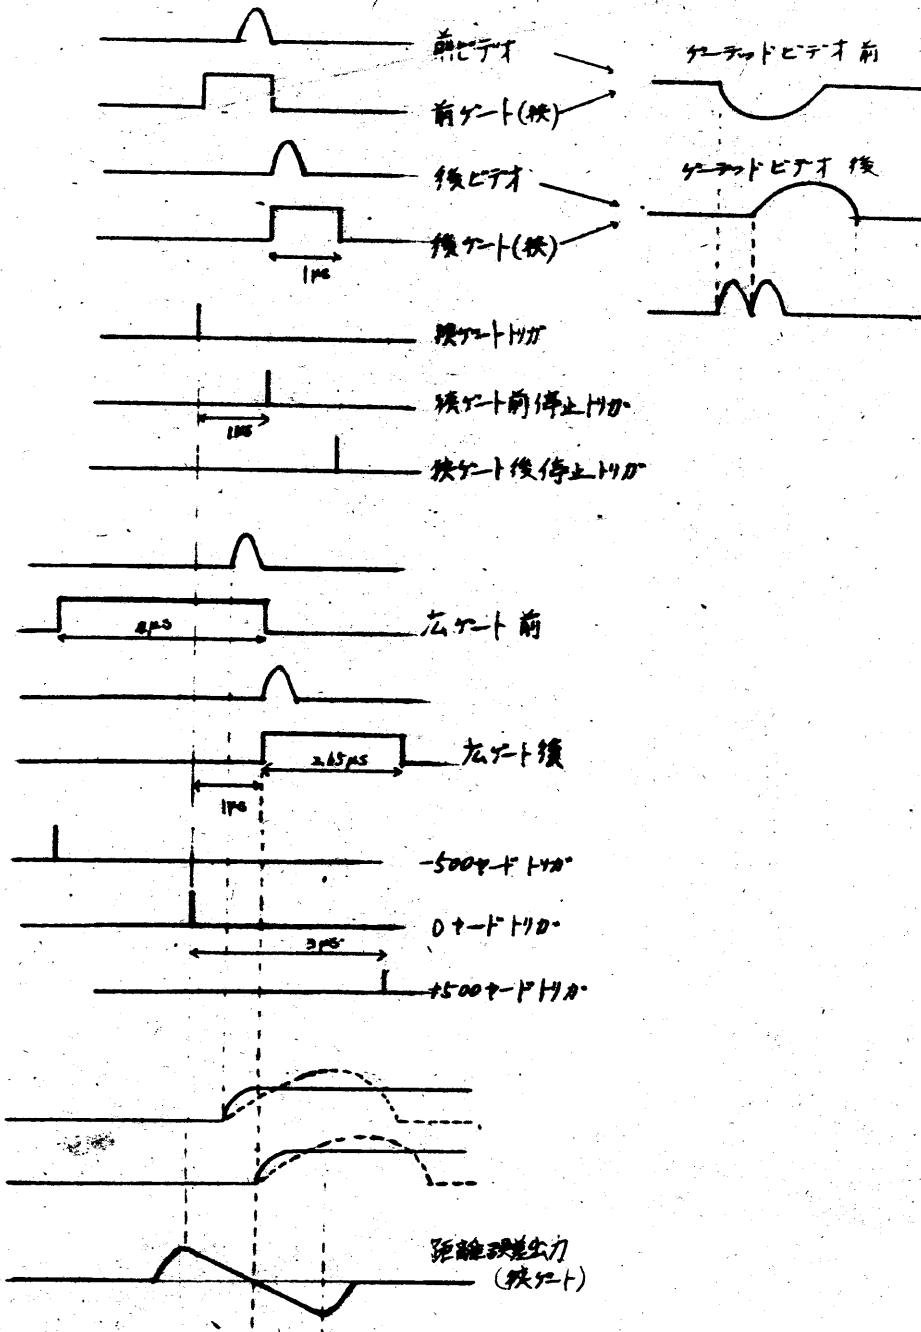 前ビデオ
前ゲート(狭)
後ビデオ
後ゲート(狭)
1μs
狭ゲートトリガ
狭ゲート前停止トリガ
1μs
狭ゲート後停止トリガ
ゲーテッドビデオ前
ゲーテッドビデオ 後
広ゲート 前
μs
広ゲート後
2.65μs
1μs
-500ヤードトリガ
0ヤードトリガ
3μs
+500ヤードトリガ
距離誤差出力
(狭ゲート)